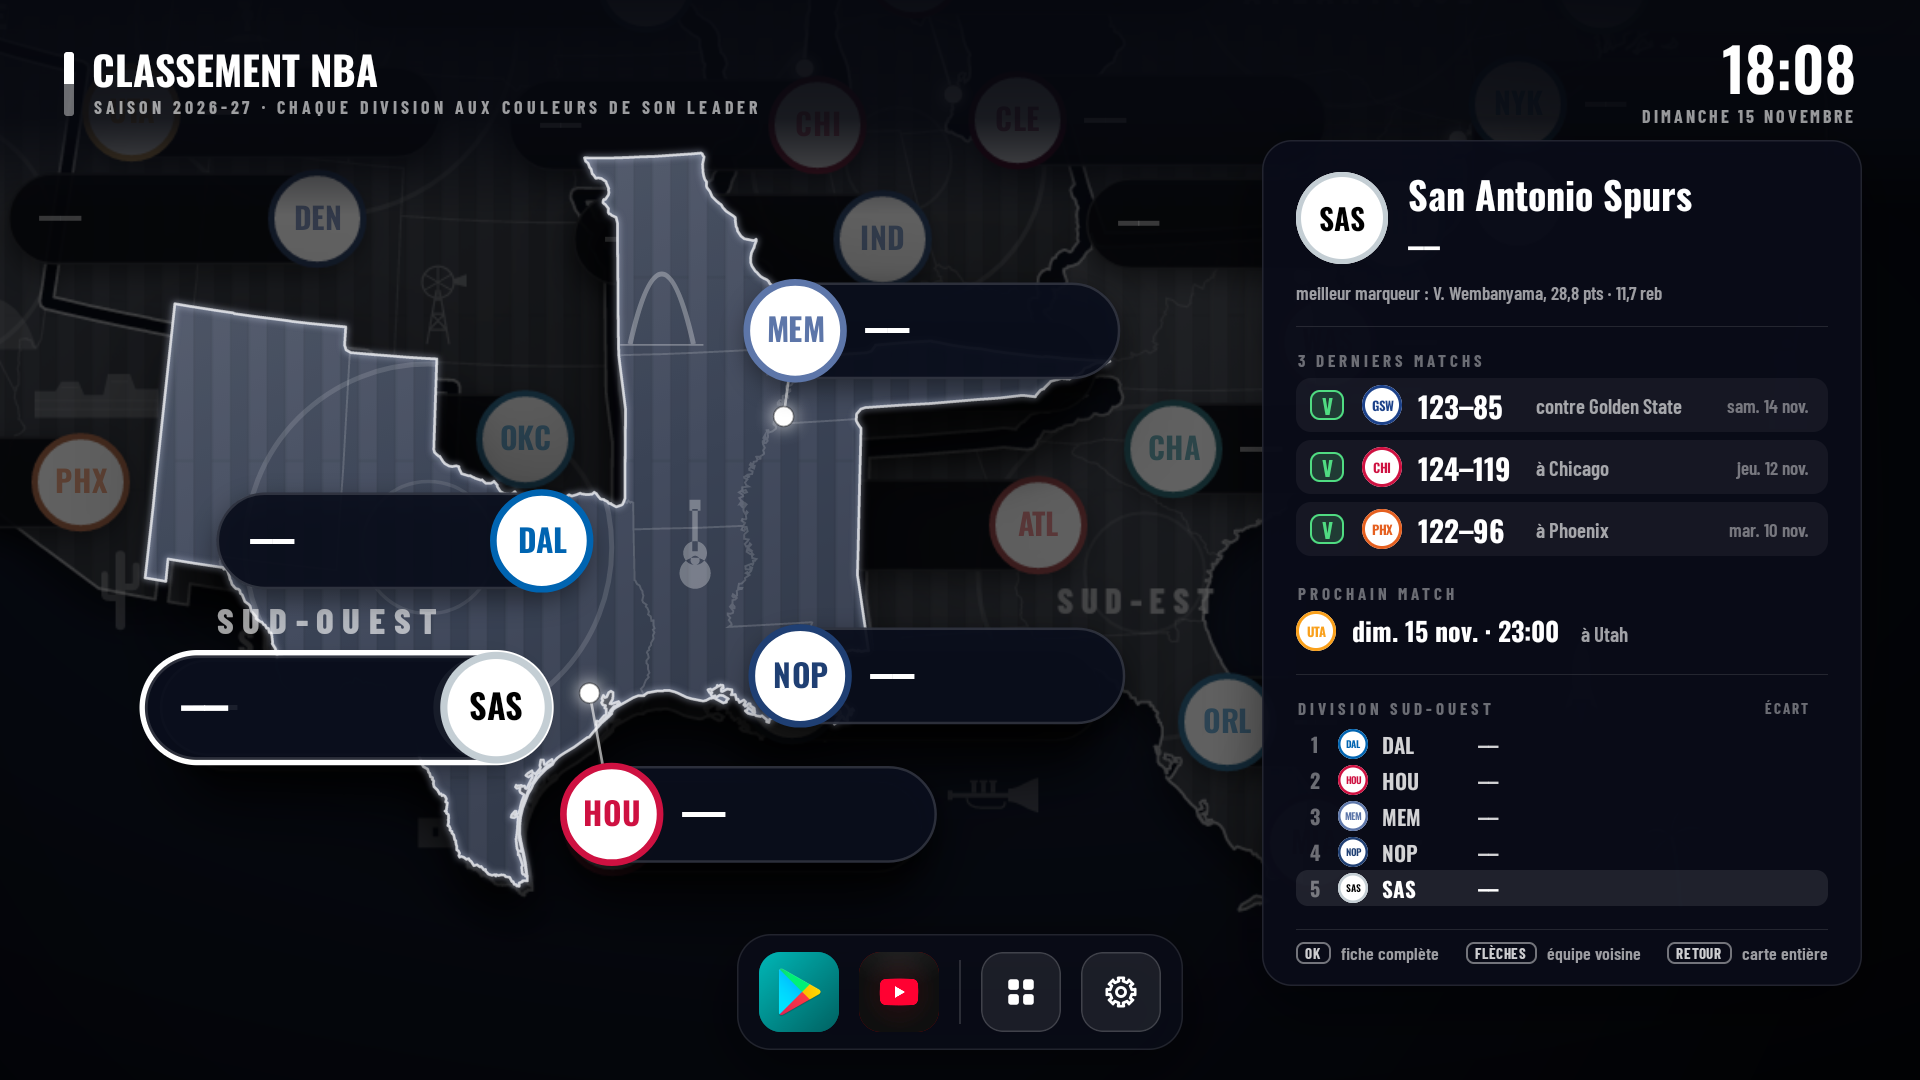 CLASSEMENT NBA
SAISON 2026-27 · CHAQUE DIVISION AUX COULEURS DE SON LEADER
18:08
DIMANCHE 15 NOVEMBRE
CHI
CLE —
NYK —
— DEN
IND
—
MEM —
OKC
PHX
CHA —
ATL
— DAL
SUD-OUEST
SUD-EST
— SAS
NOP —
ORL
HOU —
SAS
San Antonio Spurs
—
meilleur marqueur : V. Wembanyama, 28,8 pts · 11,7 reb
3 DERNIERS MATCHS
V GSW 123–85 contre Golden State sam. 14 nov.
V CHI 124–119 à Chicago jeu. 12 nov.
V PHX 122–96 à Phoenix mar. 10 nov.
PROCHAIN MATCH
UTA dim. 15 nov. · 23:00 à Utah
DIVISION SUD-OUEST ÉCART
1 DAL DAL —
2 HOU HOU —
3 MEM MEM —
4 NOP NOP —
5 SAS SAS —
OK fiche complète FLÈCHES équipe voisine RETOUR carte entière